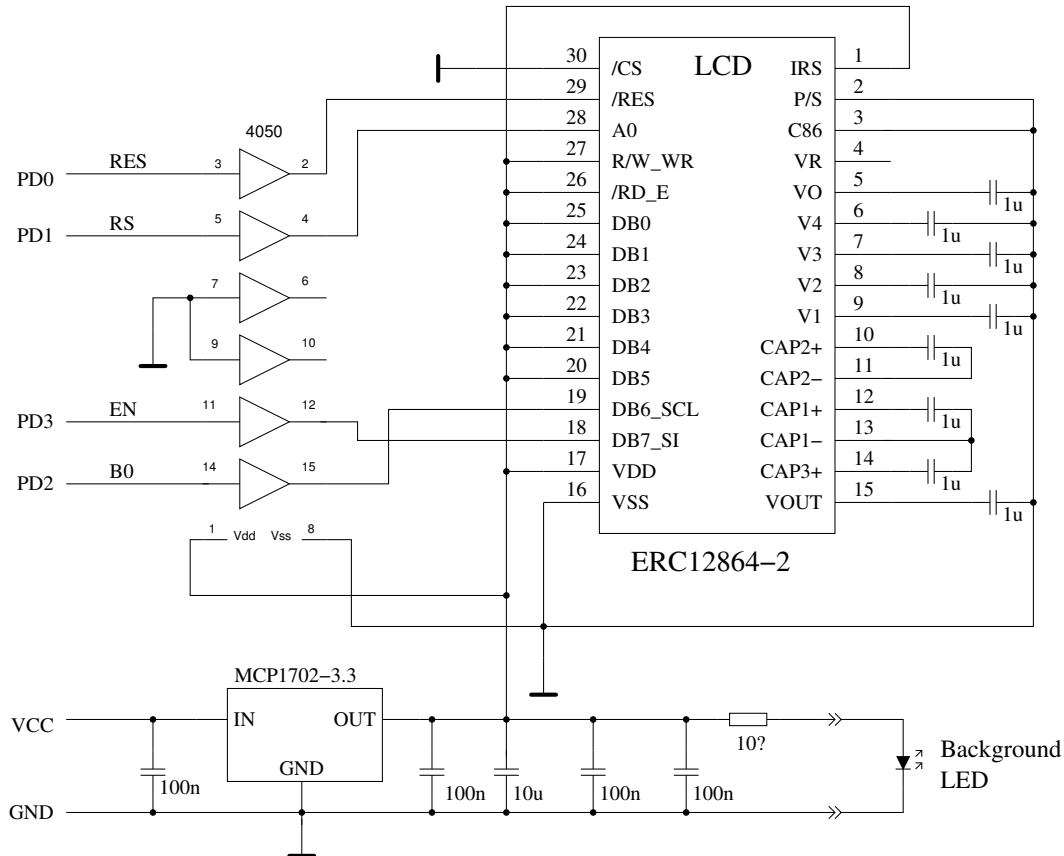 30 /CS LCD IRS 1
29 /RES P/S 2
28 A0 C86 3
4050
27 R/W_WR VR 4
RES 3 2
PD0
26 /RD_E VO 5
1u
25 DB0 V4 6
RS 5 4
PD1
1u
24 DB1 V3 7
1u
23 DB2 V2 8
7 6
1u
22 DB3 V1 9
1u
21 DB4 CAP2+ 10
9 10
1u
20 DB5 CAP2− 11
19 DB6_SCL CAP1+ 12
EN 11 12
PD3
1u
18 DB7_SI CAP1− 13
17 VDD CAP3+ 14
B0 14 15
PD2
1u
16 VSS VOUT 15
1u
1 Vdd Vss 8
ERC12864−2
MCP1702−3.3
VCC IN OUT
10?
Background
LED
GND
100n 100n 10u 100n 100n
GND